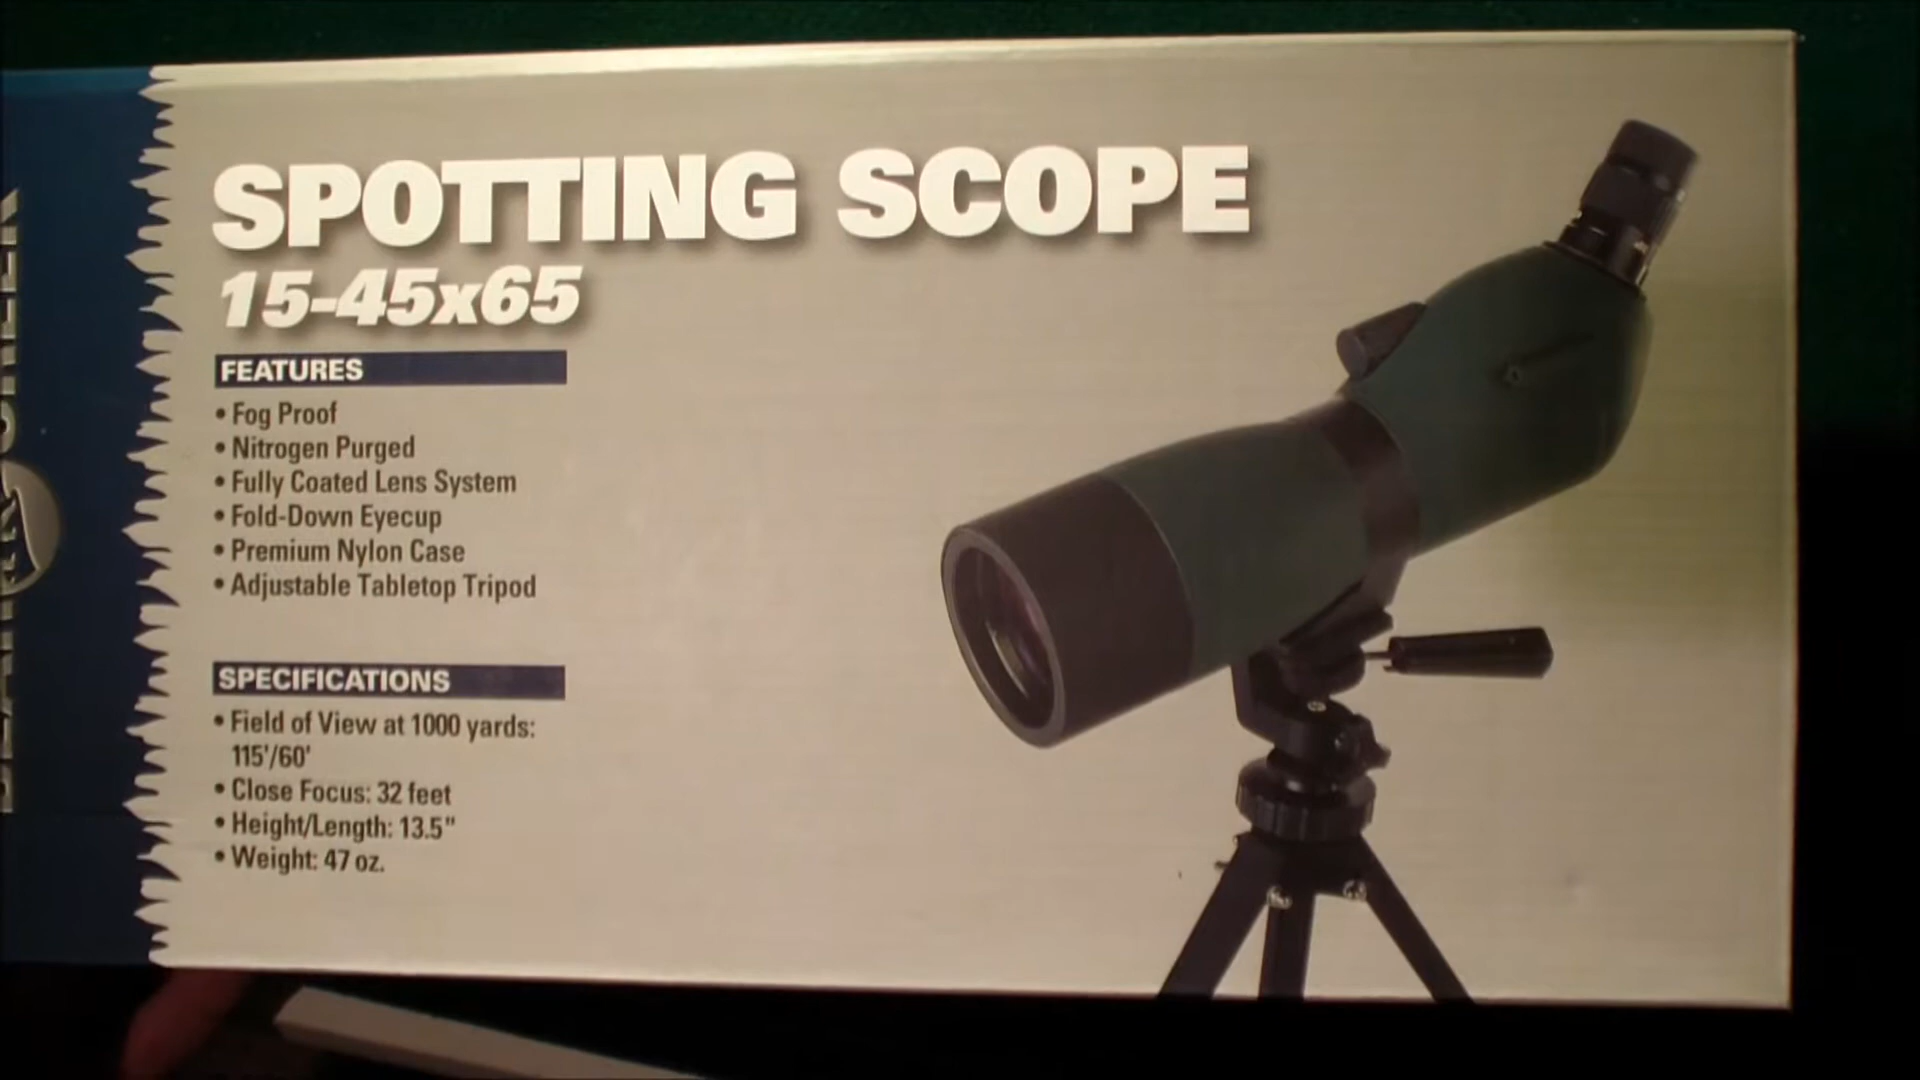 SPOTTING SCOPE
15-45x65
FEATURES
• Fog Proof
• Nitrogen Purged
• Fully Coated Lens System
• Fold-Down Eyecup
• Premium Nylon Case
• Adjustable Tabletop Tripod
SPECIFICATIONS
• Field of View at 1000 yards:
115'/60'
• Close Focus: 32 feet
• Height/Length: 13.5"
• Weight: 47 oz.